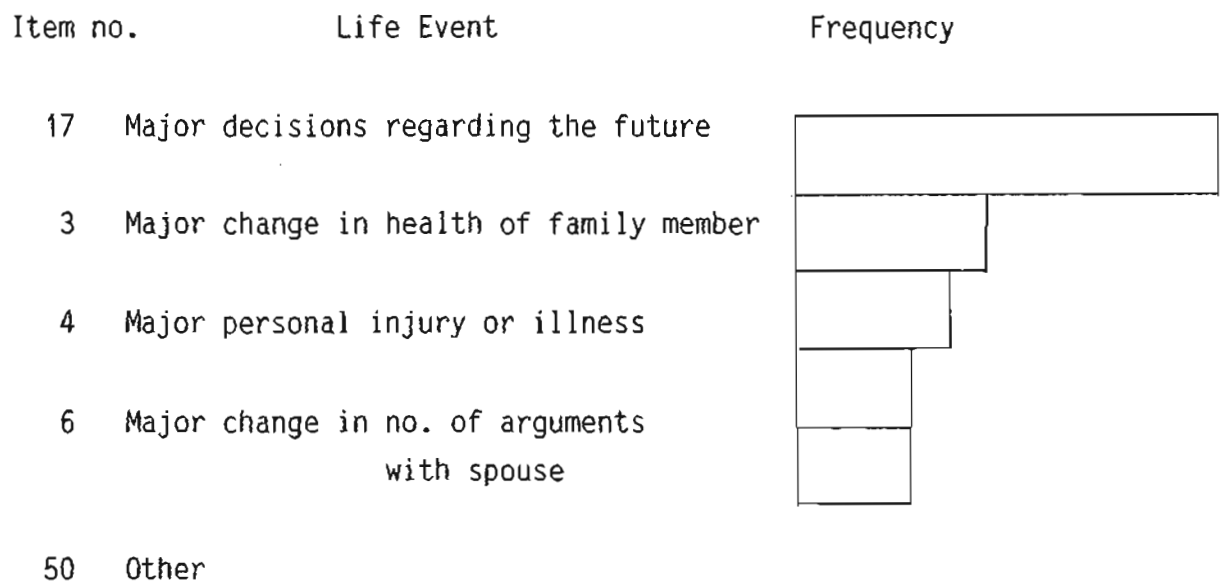 Item no. Life Event Frequency
17 Major decisions regarding the future
3 Major change in health of family member
4 Major personal injury or illness
6 Major change in no. of arguments
with spouse
50 Other